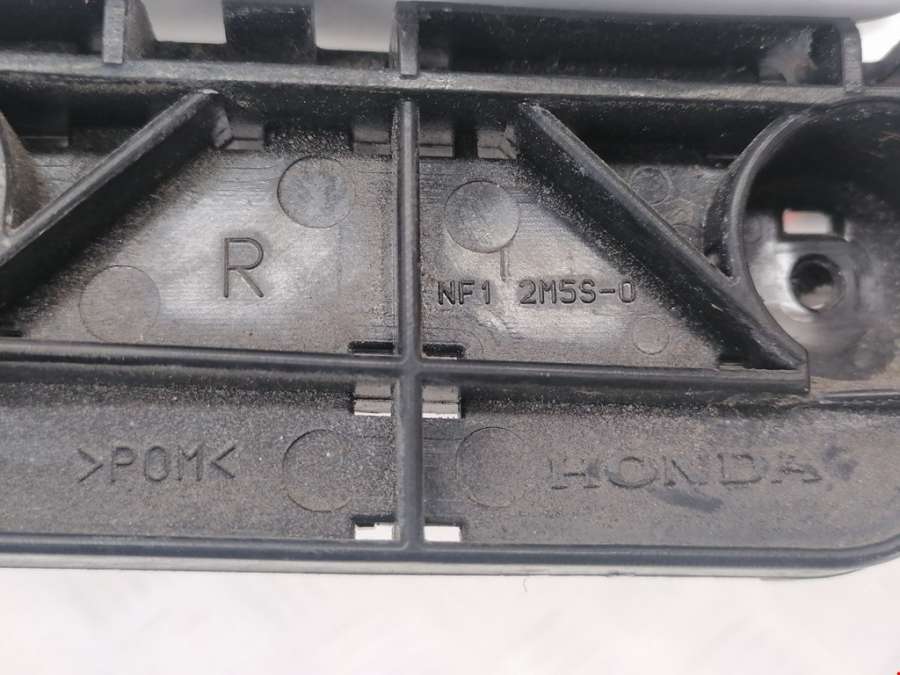 R
NF1 2M5S-0
>POM<
HONDA